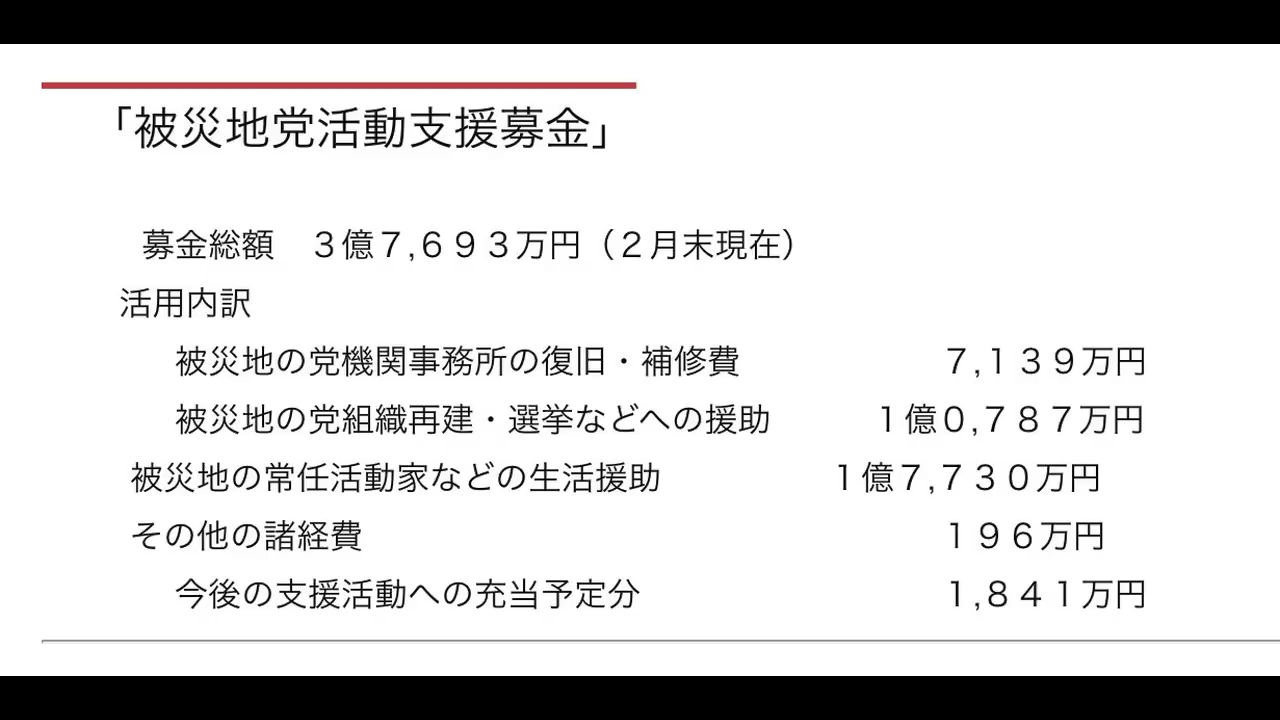 「被災地党活動支援募金」
募金総額　３億７,６９３万円（２月末現在）
活用内訳
被災地の党機関事務所の復旧・補修費　７,１３９万円
被災地の党組織再建・選挙などへの援助　１億０,７８７万円
被災地の常任活動家などの生活援助　１億７,７３０万円
その他の諸経費　１９６万円
今後の支援活動への充当予定分　１,８４１万円